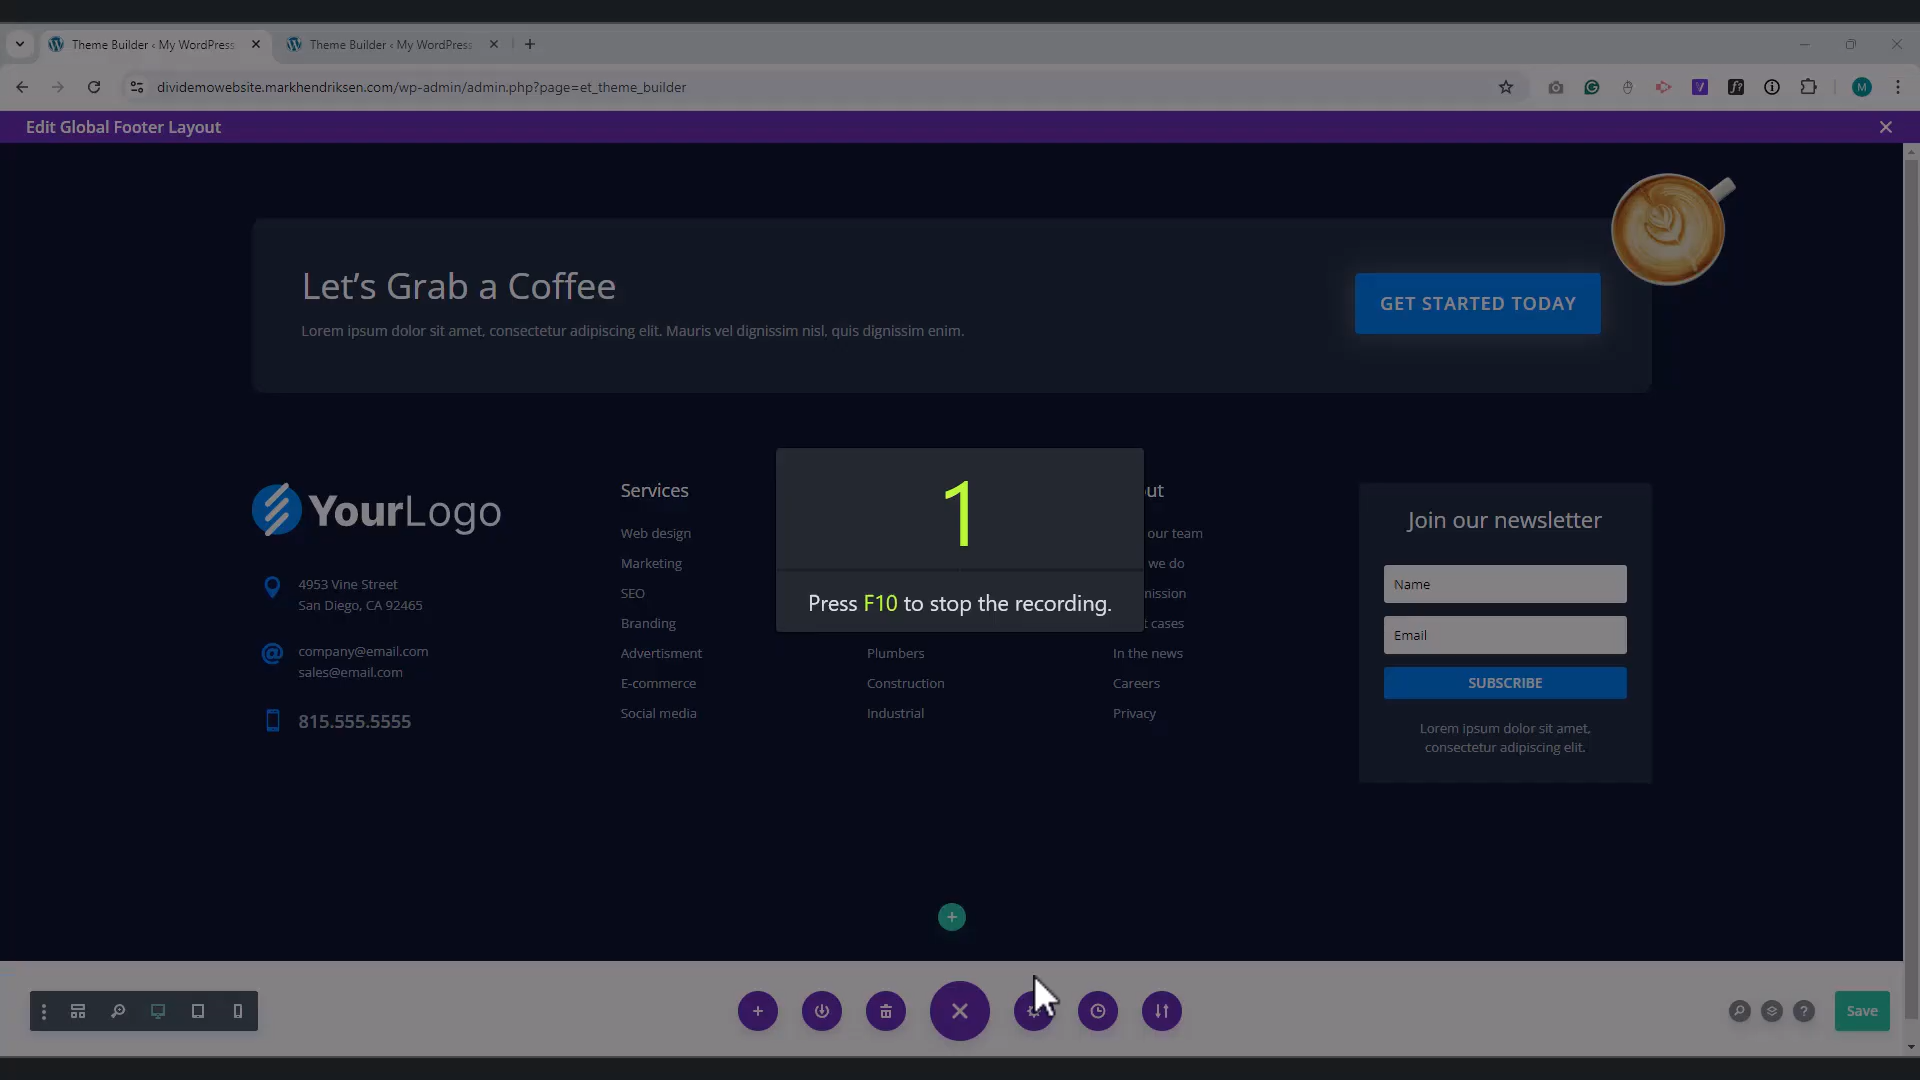 Theme Builder ‹ My WordPress
Theme Builder ‹ My WordPress
dividemowebsite.markhendriksen.com/wp-admin/admin.php?page=et_theme_builder
M
Edit Global Footer Layout
Let’s Grab a Coffee
Lorem ipsum dolor sit amet, consectetur adipiscing elit. Mauris vel dignissim nisl, quis dignissim enim.
GET STARTED TODAY
YourLogo
4953 Vine Street
San Diego, CA 92465
company@email.com
sales@email.com
815.555.5555
Services
Web design
Marketing
SEO
Branding
Advertisment
E-commerce
Social media
1
Press F10 to stop the recording.
Plumbers
Construction
Industrial
out
our team
we do
mission
cases
In the news
Careers
Privacy
Join our newsletter
Name
Email
SUBSCRIBE
Lorem ipsum dolor sit amet,
consectetur adipiscing elit.
Save